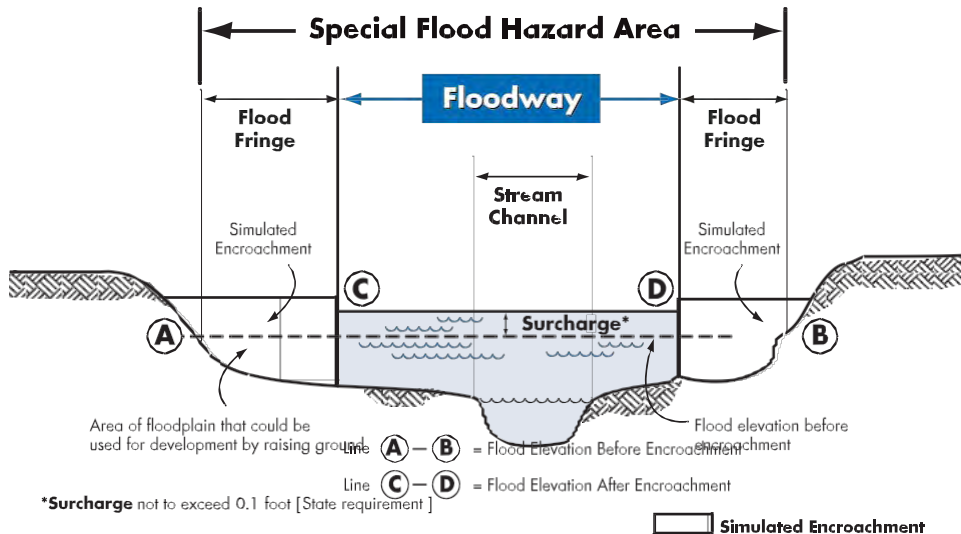 Special Flood Hazard Area
Floodway
Flood
Fringe
Flood
Fringe
Stream
Channel
Simulated
Encroachment
Simulated
Encroachment
C
D
Surcharge*
A
B
Area of floodplain that could be
used for development by raising ground
Flood elevation before
encroachment
Line A – B = Flood Elevation Before Encroachment
Line C – D = Flood Elevation After Encroachment
*Surcharge not to exceed 0.1 foot [State requirement ]
Simulated Encroachment